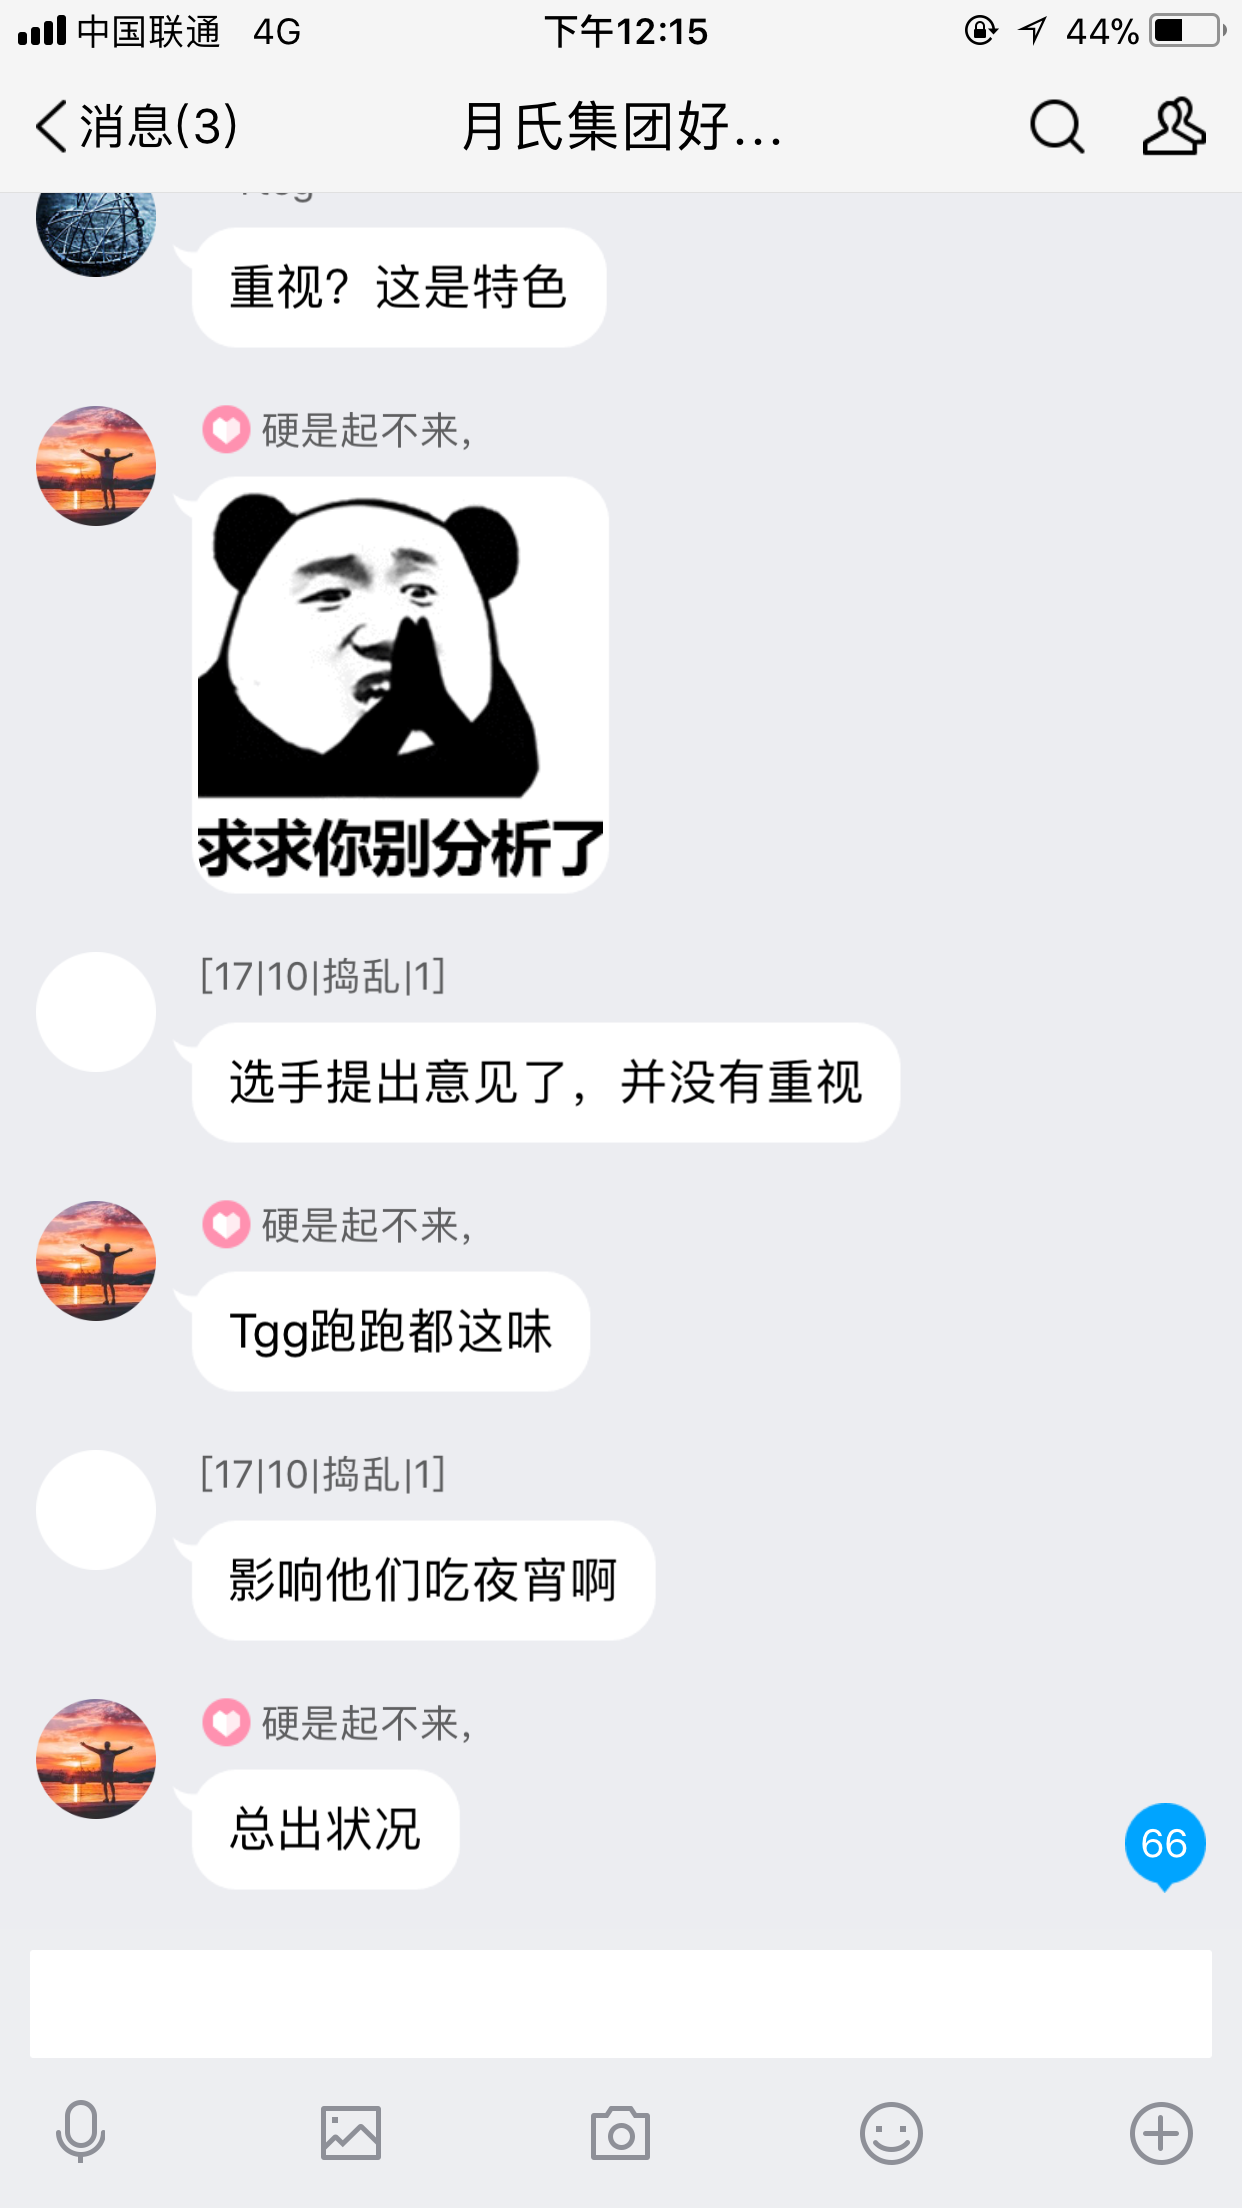 中国联通 4G 下午12:15 44%
消息(3) 月氏集团好...
重视？这是特色
硬是起不来,
求求你别分析了
[17|10|捣乱|1]
选手提出意见了，并没有重视
硬是起不来,
Tgg跑跑都这味
[17|10|捣乱|1]
影响他们吃夜宵啊
硬是起不来,
总出状况
66